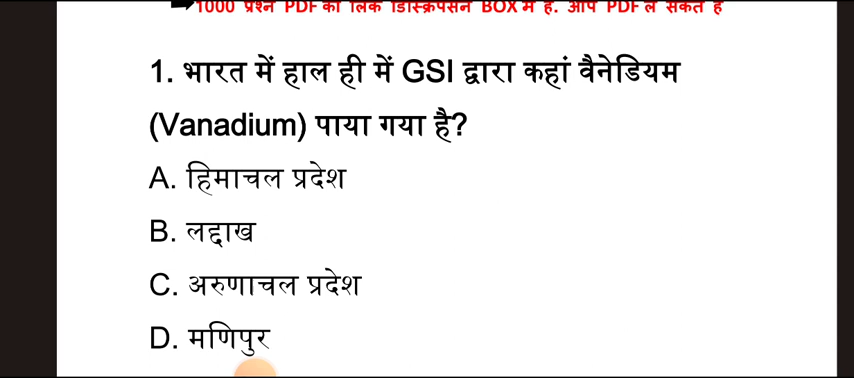 1000 प्रश्न PDF का लिंक डिस्क्रिपसन BOX में है. आप PDF ले सकते है
1. भारत में हाल ही में GSI द्वारा कहां वैनेडियम
(Vanadium) पाया गया है?
A. हिमाचल प्रदेश
B. लद्दाख
C. अरुणाचल प्रदेश
D. मणिपुर